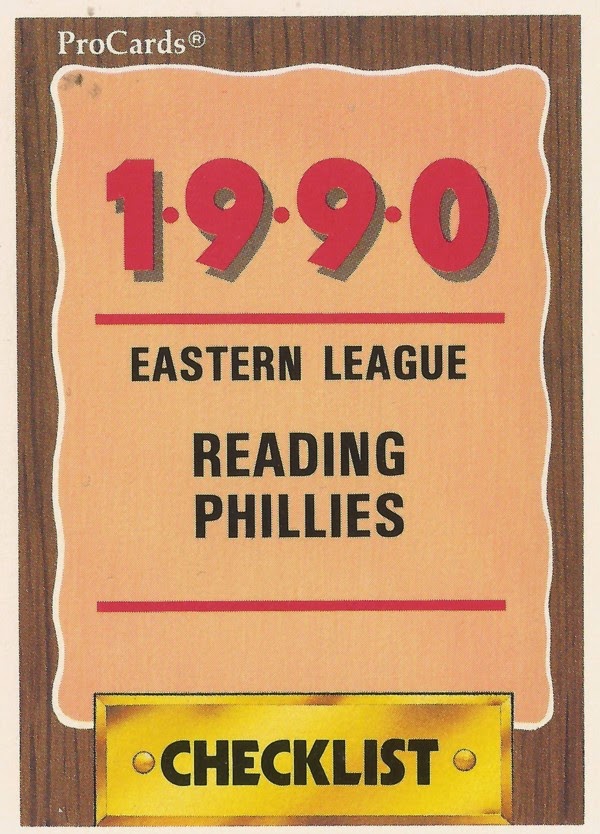 ProCards®
1·9·9·0
EASTERN LEAGUE
READING
PHILLIES
CHECKLIST